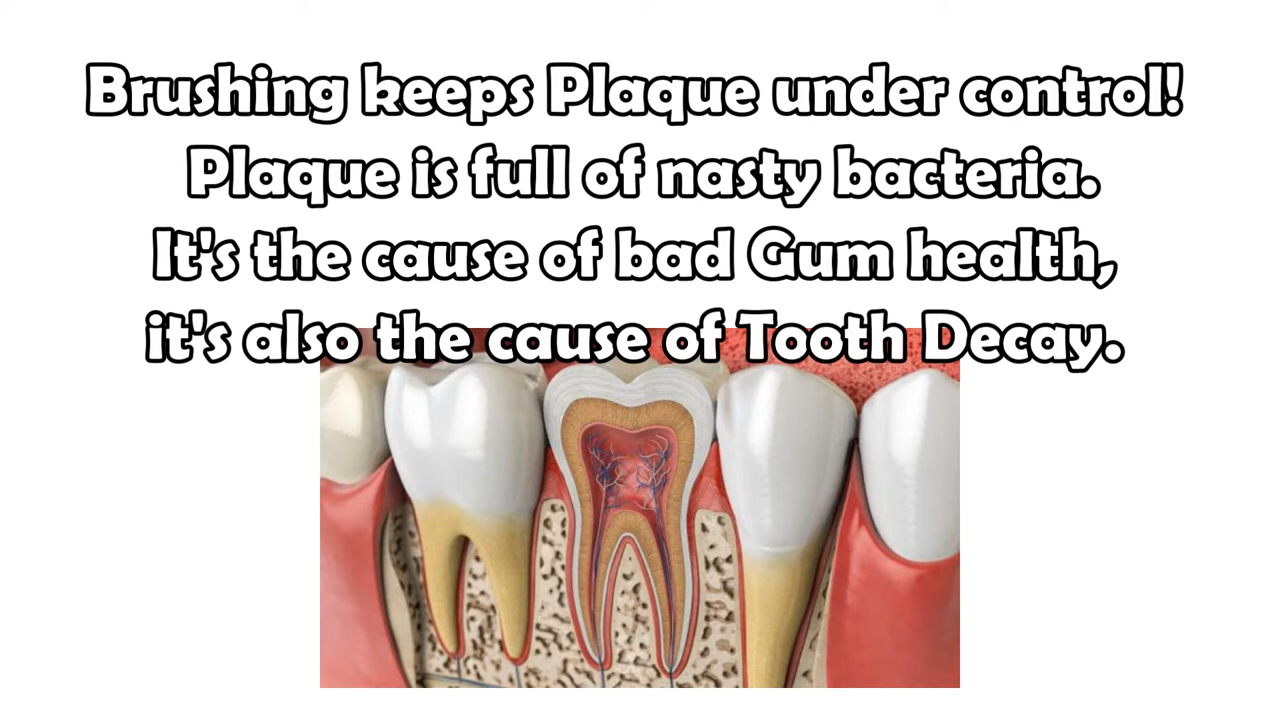 Brushing keeps Plaque under control!
Plaque is full of nasty bacteria.
It's the cause of bad Gum health,
it's also the cause of Tooth Decay.